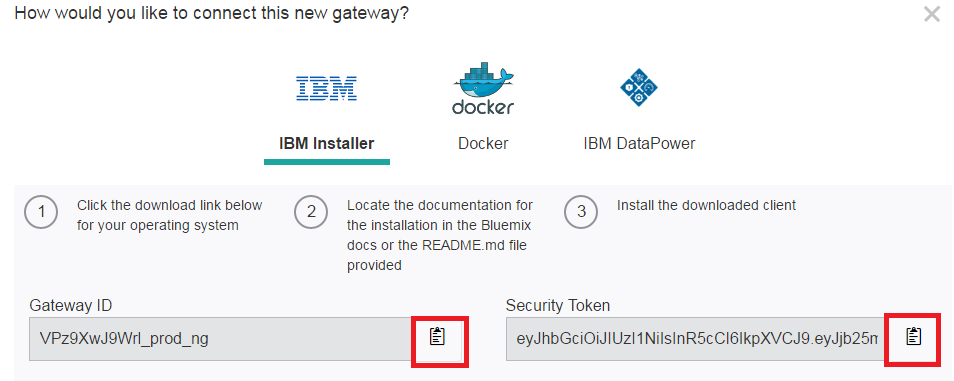 How would you like to connect this new gateway?
IBM
docker
IBM Installer
Docker
IBM DataPower
1
Click the download link below
for your operating system
2
Locate the documentation for
the installation in the Bluemix
docs or the README.md file
provided
3
Install the downloaded client
Gateway ID
VPz9XwJ9Wrl_prod_ng
Security Token
eyJhbGciOiJIUzI1NiIsInR5cCI6IkpXVCJ9.eyJjb25m